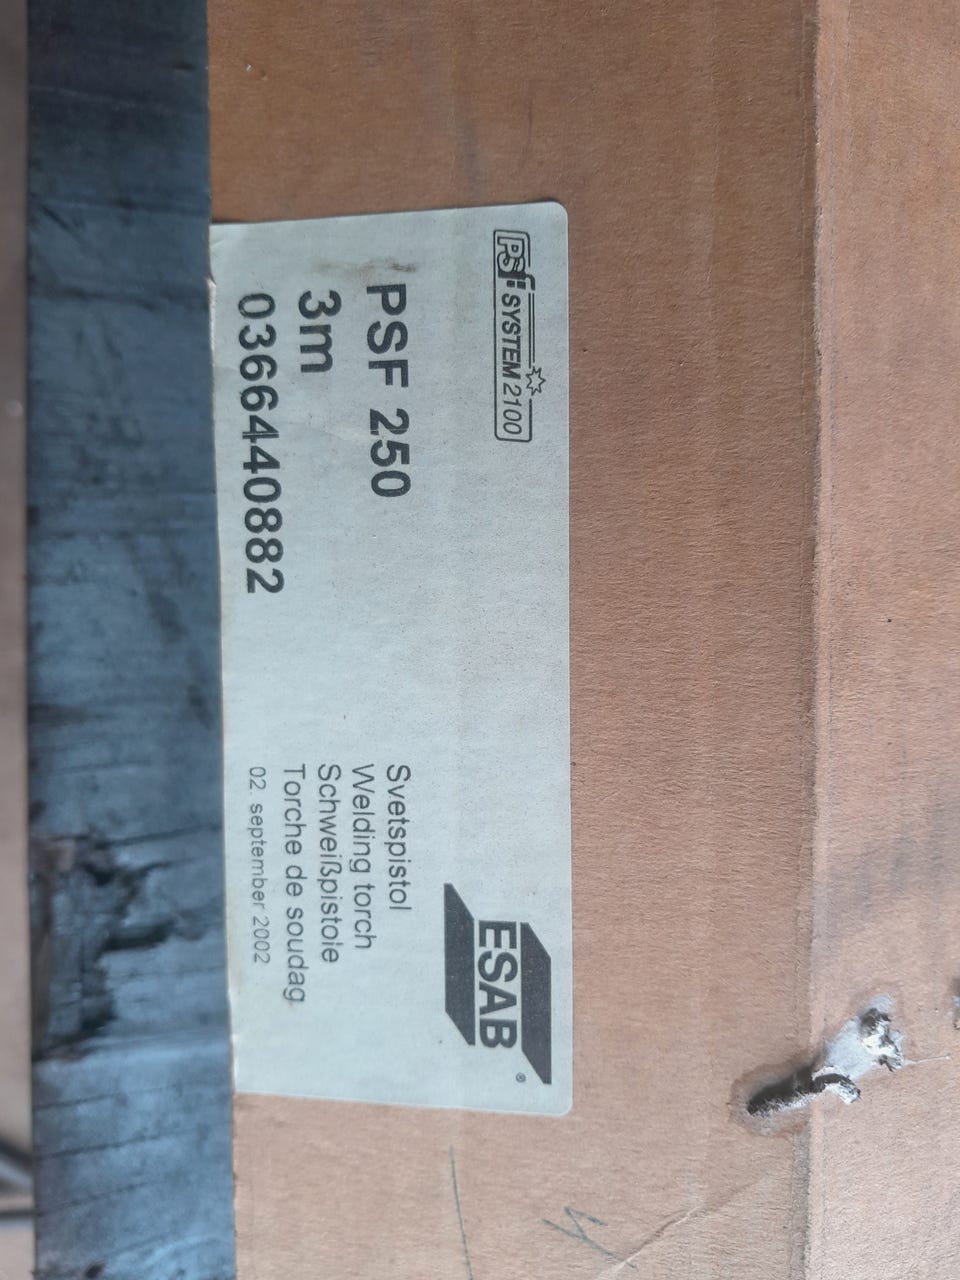 PSF SYSTEM 2100
ESAB®
PSF 250
3m
0366440882
Svetspistol
Welding torch
Schweißpistole
Torche de soudag
02 september 2002